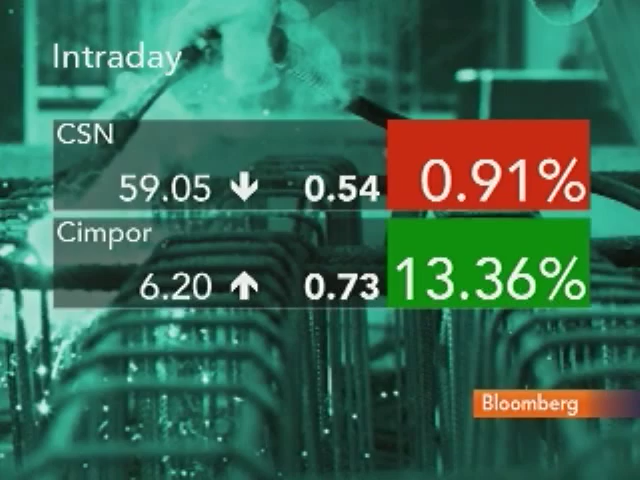 Intraday
CSN
59.05 ↓ 0.54 0.91%
Cimpor
6.20 ↑ 0.73 13.36%
Bloomberg